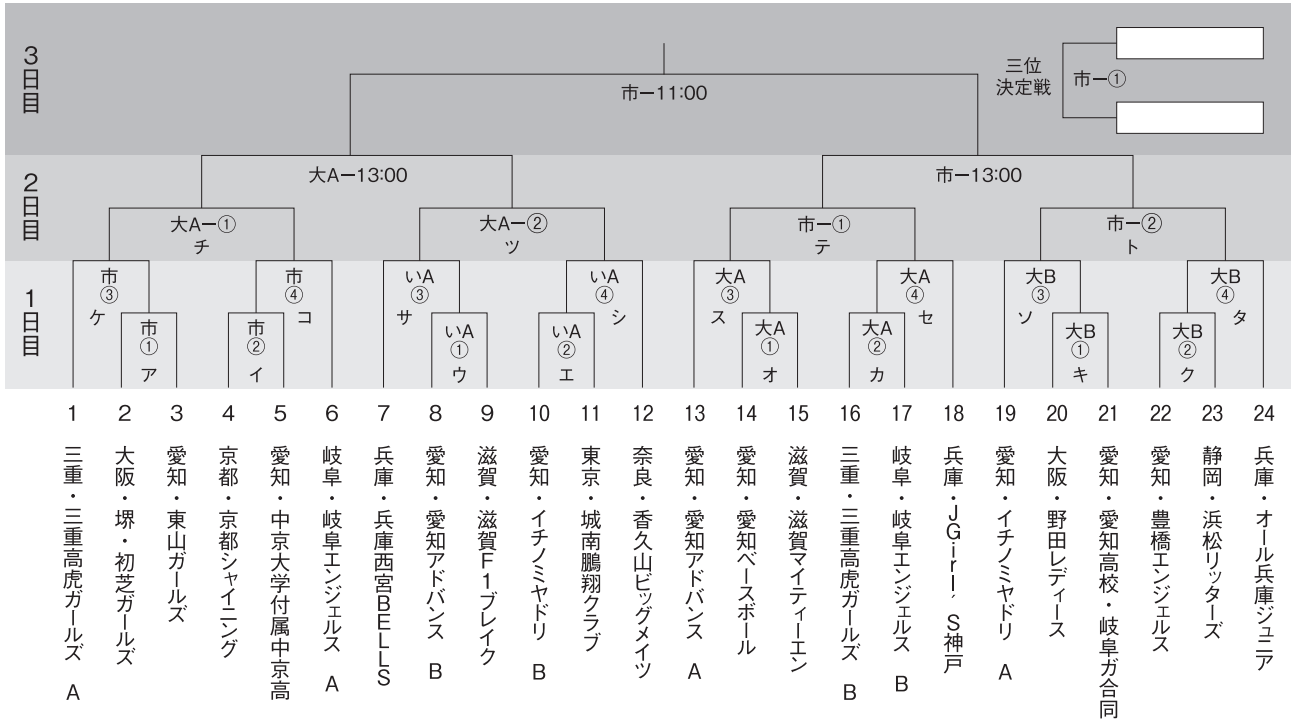 3日目
市ー11:00
三位
決定戦
市ー①
2日目
大Aー13:00
市ー13:00
大Aー①
チ
大Aー②
ツ
市ー①
テ
市ー②
ト
1日目
市
③
ケ
市
④
コ
いA
③
サ
いA
④
シ
大A
③
ス
大A
④
セ
大B
③
ソ
大B
④
タ
市
①
ア
市
②
イ
いA
①
ウ
いA
②
エ
大A
①
オ
大A
②
カ
大B
①
キ
大B
②
ク
1 三重・三重高虎ガールズ A
2 大阪・堺・初芝ガールズ
3 愛知・東山ガールズ
4 京都・京都シャイニング
5 愛知・中京大学付属中京高
6 岐阜・岐阜エンジェルス A
7 兵庫・兵庫西宮BELLS
8 愛知・愛知アドバンス B
9 滋賀・滋賀F1ブレイク
10 愛知・イチノミヤドリ B
11 東京・城南鵬翔クラブ
12 奈良・香久山ビッグメイツ
13 愛知・愛知アドバンス A
14 愛知・愛知ベースボール
15 滋賀・滋賀マイティーエン
16 三重・三重高虎ガールズ B
17 岐阜・岐阜エンジェルス B
18 兵庫・JGirl’S神戸
19 愛知・イチノミヤドリ A
20 大阪・野田レディース
21 愛知・愛知高校・岐阜ガ合同
22 愛知・豊橋エンジェルス
23 静岡・浜松リッターズ
24 兵庫・オール兵庫ジュニア